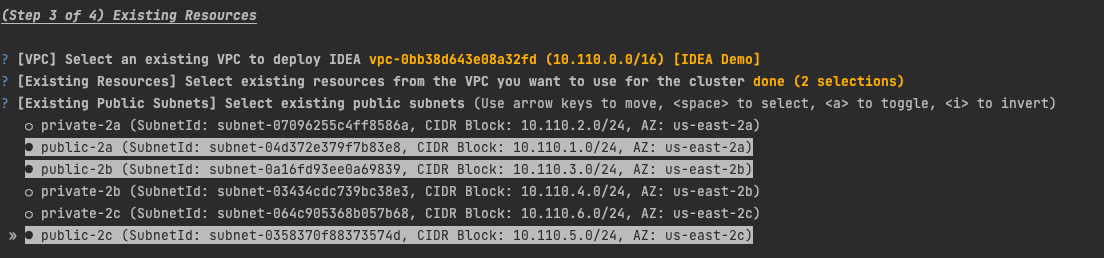 (Step 3 of 4) Existing Resources
? [VPC] Select an existing VPC to deploy IDEA vpc-0bb38d643e08a32fd (10.110.0.0/16) [IDEA Demo]
? [Existing Resources] Select existing resources from the VPC you want to use for the cluster done (2 selections)
? [Existing Public Subnets] Select existing public subnets (Use arrow keys to move, <space> to select, <a> to toggle, <i> to invert)
○ private-2a (SubnetId: subnet-07096255c4ff8586a, CIDR Block: 10.110.2.0/24, AZ: us-east-2a)
● public-2a (SubnetId: subnet-04d372e379f7b83e8, CIDR Block: 10.110.1.0/24, AZ: us-east-2a)
● public-2b (SubnetId: subnet-0a16fd93ee0a69839, CIDR Block: 10.110.3.0/24, AZ: us-east-2b)
○ private-2b (SubnetId: subnet-03434cdc739bc38e3, CIDR Block: 10.110.4.0/24, AZ: us-east-2b)
○ private-2c (SubnetId: subnet-064c905368b057b68, CIDR Block: 10.110.6.0/24, AZ: us-east-2c)
» ● public-2c (SubnetId: subnet-0358370f88373574d, CIDR Block: 10.110.5.0/24, AZ: us-east-2c)